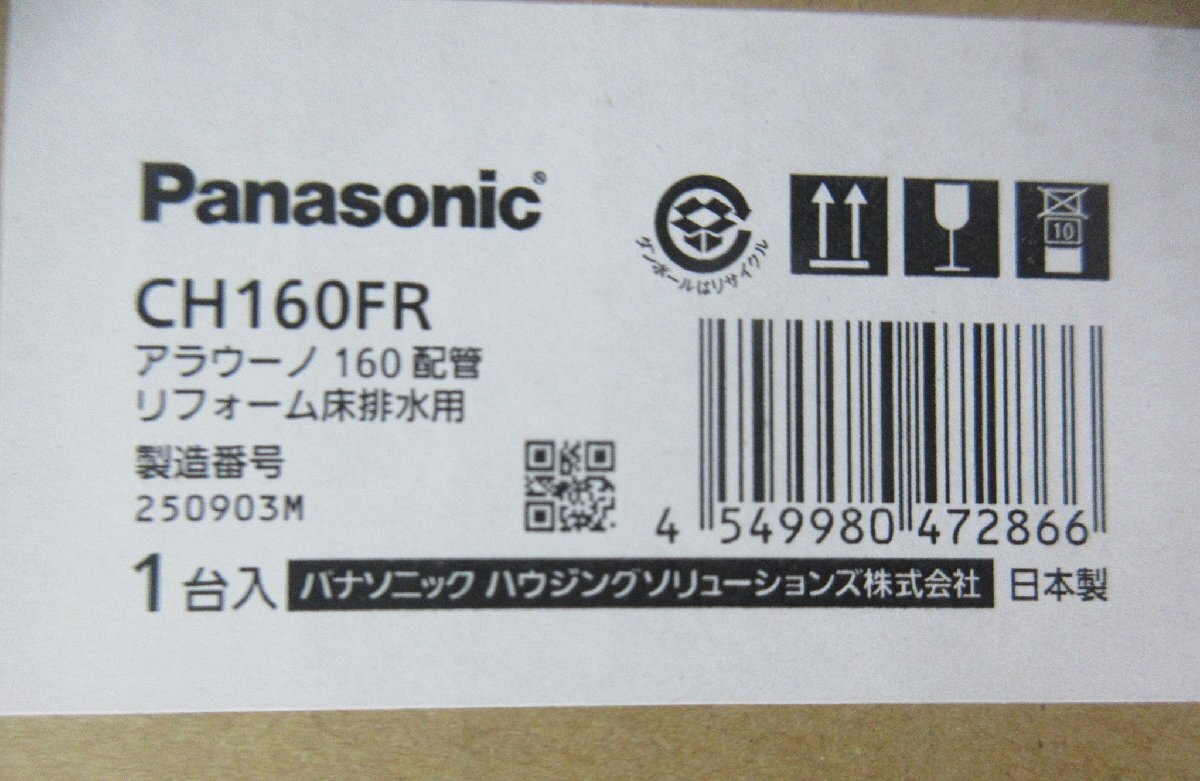 Panasonic®
CH160FR
アラウーノ 160 配管
リフォーム床排水用
製造番号
250903M
ダンボールはリサイクル
10
4 549980 472866
1 台入 パナソニック ハウジングソリューションズ株式会社 日本製